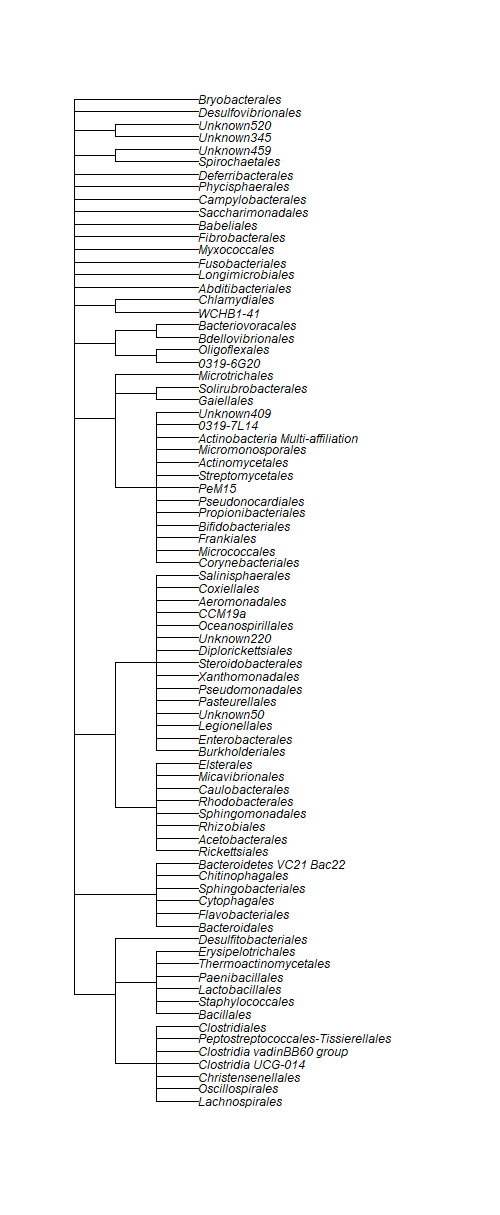 Bryobacterales
Desulfovibrionales
Unknown520
Unknown345
Unknown459
Spirochaetales
Deferribacterales
Phycisphaerales
Campylobacterales
Saccharimonadales
Babeliales
Fibrobacterales
Myxococcales
Fusobacteriales
Longimicrobiales
Abditibacteriales
Chlamydiales
WCHB1-41
Bacteriovoracales
Bdellovibrionales
Oligoflexales
0319-6G20
Microtrichales
Solirubrobacterales
Gaiellales
Unknown409
0319-7L14
Actinobacteria Multi-affiliation
Micromonosporales
Actinomycetales
Streptomycetales
PeM15
Pseudonocardiales
Propionibacteriales
Bifidobacteriales
Frankiales
Micrococcales
Corynebacteriales
Salinisphaerales
Coxiellales
Aeromonadales
CCM19a
Oceanospirillales
Unknown220
Diplorickettsiales
Steroidobacterales
Xanthomonadales
Pseudomonadales
Pasteurellales
Unknown50
Legionellales
Enterobacterales
Burkholderiales
Elsterales
Micavibrionales
Caulobacterales
Rhodobacterales
Sphingomonadales
Rhizobiales
Acetobacterales
Rickettsiales
Bacteroidetes VC21 Bac22
Chitinophagales
Sphingobacteriales
Cytophagales
Flavobacteriales
Bacteroidales
Desulfitobacteriales
Erysipelotrichales
Thermoactinomycetales
Paenibacillales
Lactobacillales
Staphylococcales
Bacillales
Clostridiales
Peptostreptococcales-Tissierellales
Clostridia vadinBB60 group
Clostridia UCG-014
Christensenellales
Oscillospirales
Lachnospirales